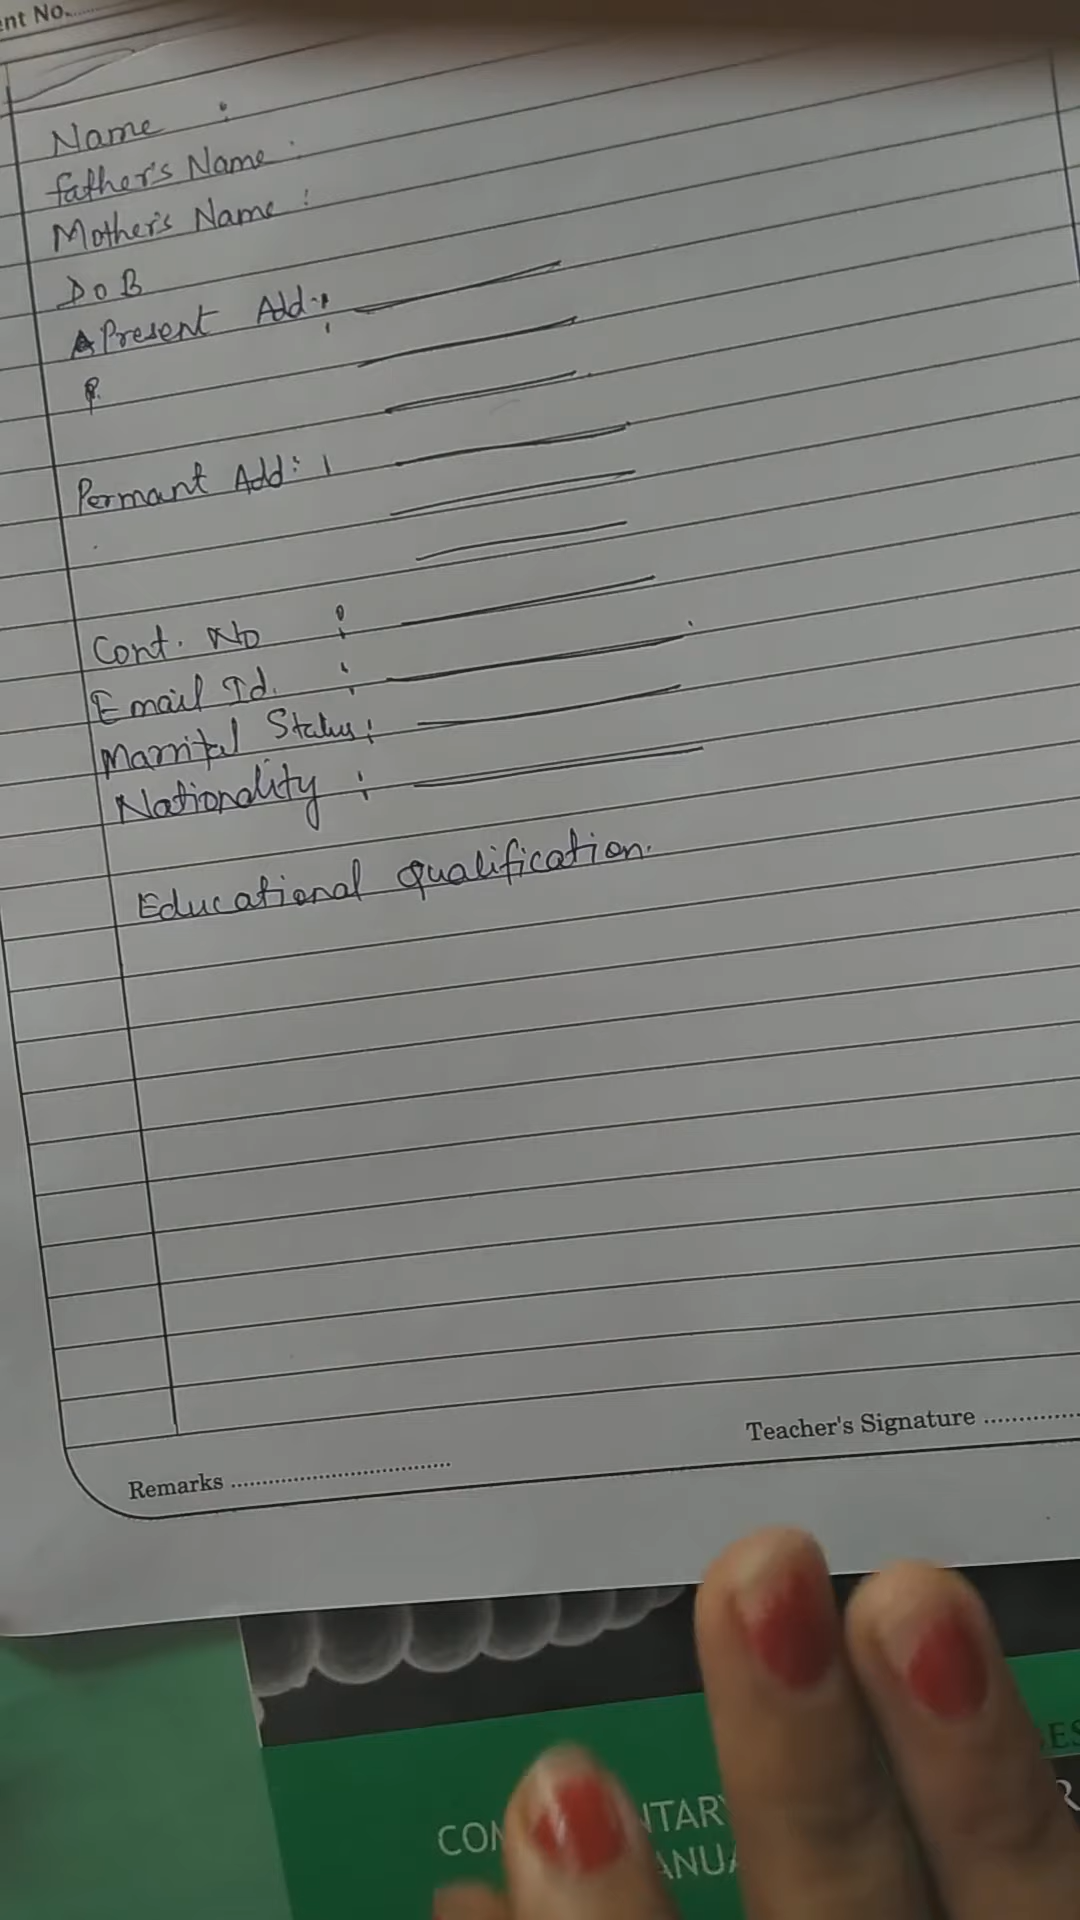 ent No.......
Name :
father's Name :
Mother's Name :
DOB
Present Add. :
P.
Permant Add: :
Cont. No :
Email Id. :
Marrital Status :
Nationality :
Educational qualification.
Remarks ....................................
Teacher's Signature ..............